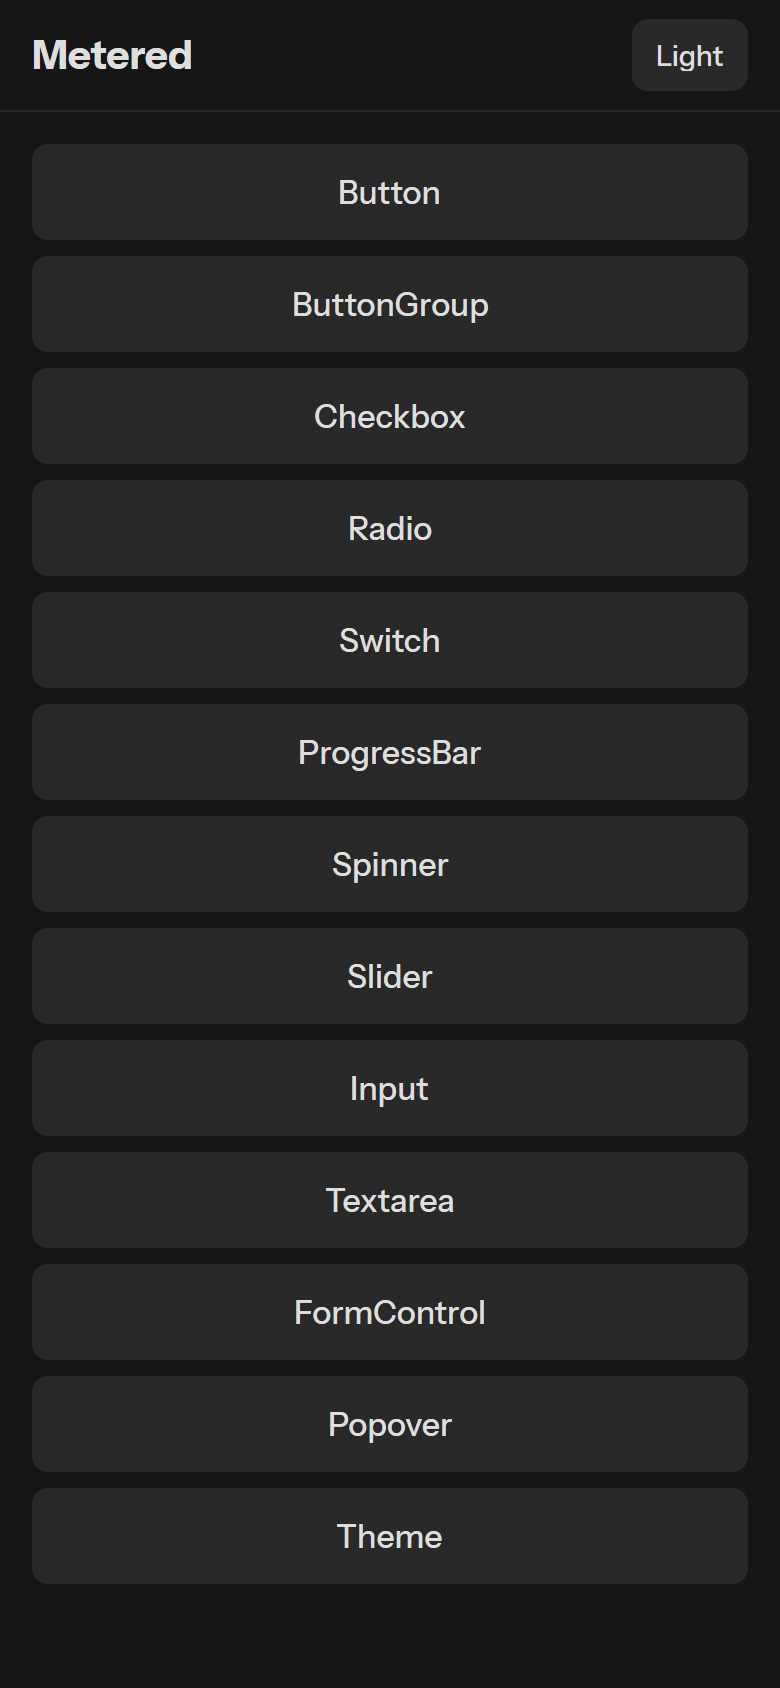 Metered
Light
Button
ButtonGroup
Checkbox
Radio
Switch
ProgressBar
Spinner
Slider
Input
Textarea
FormControl
Popover
Theme